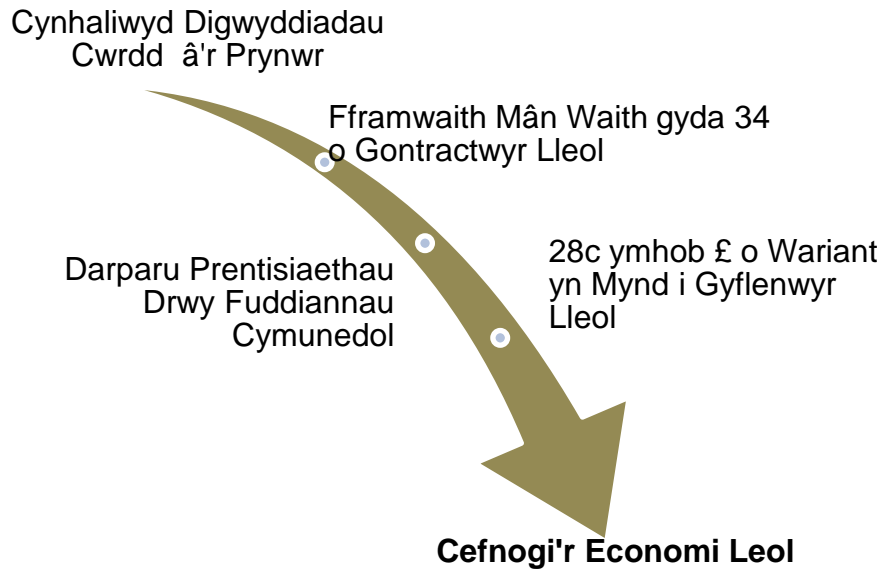 Cynhaliwyd Digwyddiadau
Cwrdd â'r Prynwr
Fframwaith Mân Waith gyda 34
o Gontractwyr Lleol
Darparu Prentisiaethau
Drwy Fuddiannau
Cymunedol
28c ymhob £ o Wariant
yn Mynd i Gyflenwyr
Lleol
Cefnogi'r Economi Leol